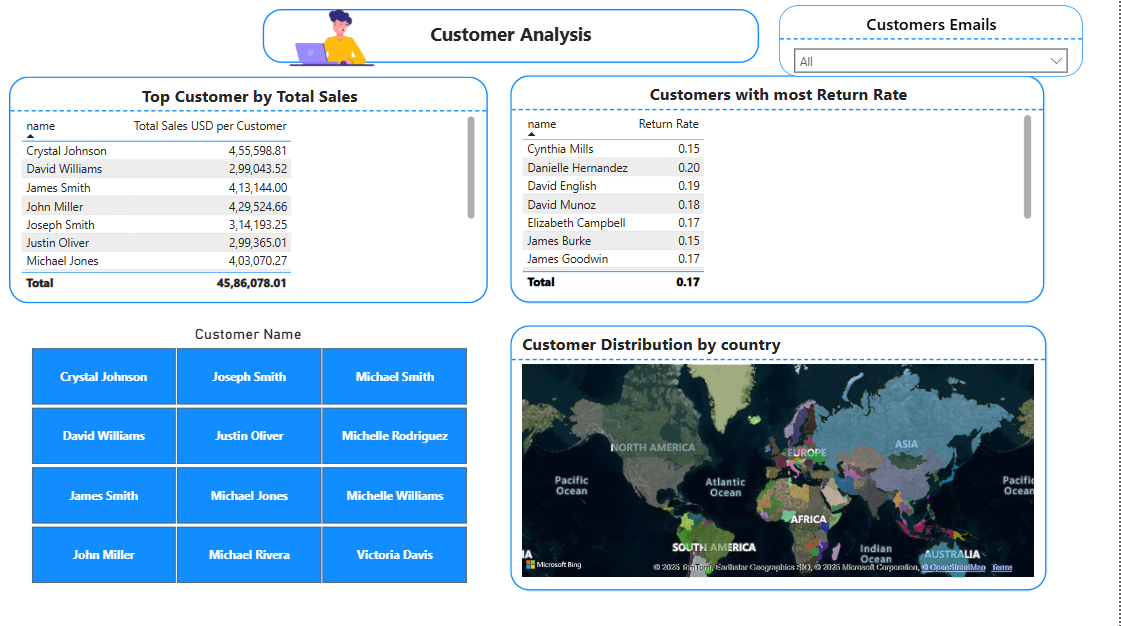 Customer Analysis
Customers Emails
All
Top Customer by Total Sales
name Total Sales USD per Customer
Crystal Johnson 4,55,598.81
David Williams 2,99,043.52
James Smith 4,13,144.00
John Miller 4,29,524.66
Joseph Smith 3,14,193.25
Justin Oliver 2,99,365.01
Michael Jones 4,03,070.27
Total 45,86,078.01
Customers with most Return Rate
name Return Rate
Cynthia Mills 0.15
Danielle Hernandez 0.20
David English 0.19
David Munoz 0.18
Elizabeth Campbell 0.17
James Burke 0.15
James Goodwin 0.17
Total 0.17
Customer Name
Crystal Johnson Joseph Smith Michael Smith
David Williams Justin Oliver Michelle Rodriguez
James Smith Michael Jones Michelle Williams
John Miller Michael Rivera Victoria Davis
Customer Distribution by country
NORTH AMERICA
EUROPE
ASIA
Pacific
Ocean
Atlantic
Ocean
Pacific
Ocean
AFRICA
SOUTH AMERICA
Indian
Ocean
IA
AUSTRALIA
Microsoft Bing
© 2025 TomTom, Earthstar Geographics SIO, © 2025 Microsoft Corporation, © OpenStreetMap Terms